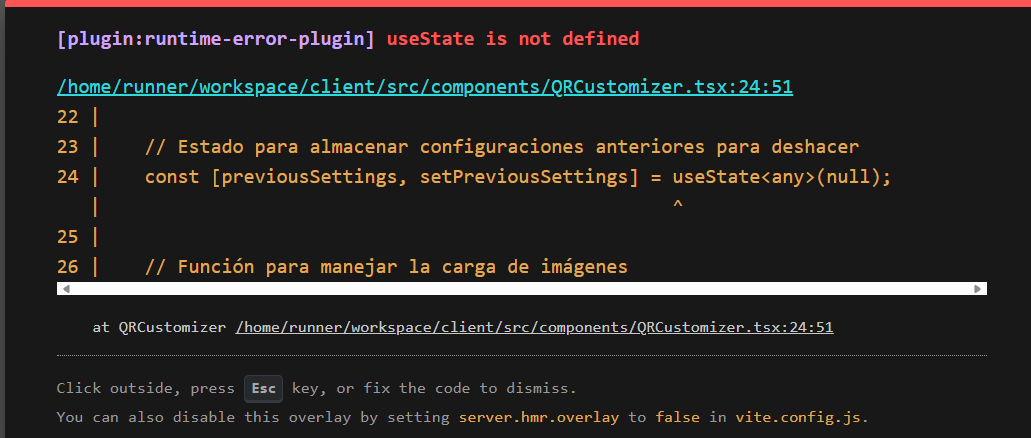 [plugin:runtime-error-plugin] useState is not defined
/home/runner/workspace/client/src/components/QRCustomizer.tsx:24:51
22 |
23 |    // Estado para almacenar configuraciones anteriores para deshacer
24 |    const [previousSettings, setPreviousSettings] = useState<any>(null);
   |                                                    ^
25 |
26 |    // Función para manejar la carga de imágenes
at QRCustomizer /home/runner/workspace/client/src/components/QRCustomizer.tsx:24:51
Click outside, press Esc key, or fix the code to dismiss.
You can also disable this overlay by setting server.hmr.overlay to false in vite.config.js.